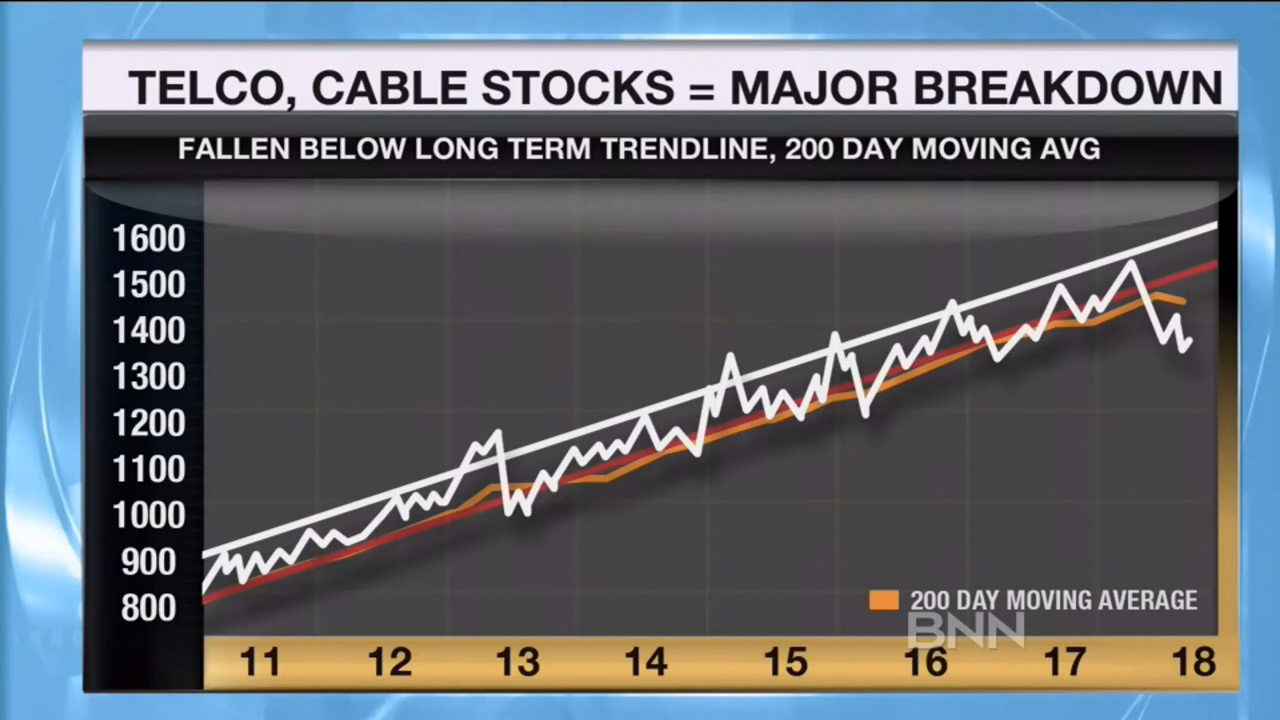 TELCO, CABLE STOCKS = MAJOR BREAKDOWN
FALLEN BELOW LONG TERM TRENDLINE, 200 DAY MOVING AVG
1600
1500
1400
1300
1200
1100
1000
900
800
200 DAY MOVING AVERAGE
BNN
11 12 13 14 15 16 17 18